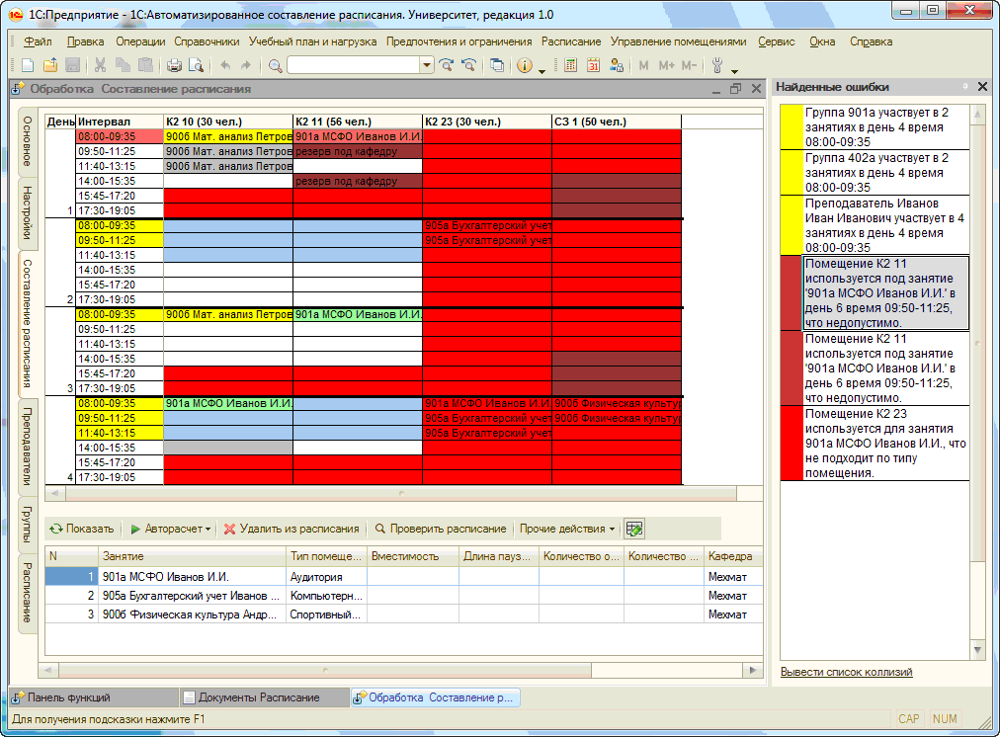 1С:Предприятие - 1С:Автоматизированное составление расписания. Университет, редакция 1.0
Файл Правка Операции Справочники Учебный план и нагрузка Предпочтения и ограничения Расписание Управление помещениями Сервис Окна Справка
M M+ M-
Обработка Составление расписания
Найденные ошибки
Основное
Настройки
Составление расписания
Преподаватели
Группы
Расписание
День Интервал К2 10 (30 чел.) К2 11 (56 чел.) К2 23 (30 чел.) СЗ 1 (50 чел.)
08:00-09:35 900б Мат. анализ Петров 901а МСФО Иванов И.И.
09:50-11:25 900б Мат. анализ Петров резерв под кафедру
11:40-13:15 900б Мат. анализ Петров
14:00-15:35 резерв под кафедру
15:45-17:20
1 17:30-19:05
08:00-09:35 905а Бухгалтерский учет
09:50-11:25 905а Бухгалтерский учет
11:40-13:15
14:00-15:35
15:45-17:20
2 17:30-19:05
08:00-09:35 900б Мат. анализ Петров 901а МСФО Иванов И.И.
09:50-11:25
11:40-13:15
14:00-15:35
15:45-17:20
3 17:30-19:05
08:00-09:35 901а МСФО Иванов И.И. 901а МСФО Иванов И.И. 900б Физическая культур
09:50-11:25 905а Бухгалтерский учет 900б Физическая культур
11:40-13:15 905а Бухгалтерский учет
14:00-15:35
15:45-17:20
4 17:30-19:05
Группа 901а участвует в 2
занятиях в день 4 время
08:00-09:35
Группа 402а участвует в 2
занятиях в день 4 время
08:00-09:35
Преподаватель Иванов
Иван Иванович участвует в 4
занятиях в день 4 время
08:00-09:35
Помещение К2 11
используется под занятие
'901а МСФО Иванов И.И.' в
день 6 время 09:50-11:25,
что недопустимо.
Помещение К2 11
используется под занятие
'901а МСФО Иванов И.И.' в
день 6 время 09:50-11:25,
что недопустимо.
Помещение К2 23
используется для занятия
901а МСФО Иванов И.И., что
не подходит по типу
помещения.
Вывести список коллизий
Показать Авторасчет Удалить из расписания Проверить расписание Прочие действия
N Занятие Тип помеще... Вместимость Длина пауз... Количество о... Количество ... Кафедра
1 901а МСФО Иванов И.И. Аудитория Мехмат
2 905а Бухгалтерский учет Иванов ... Компьютерн... Мехмат
3 900б Физическая культура Андр... Спортивный... Мехмат
Панель функций Документы Расписание Обработка Составление р...
Для получения подсказки нажмите F1 CAP NUM